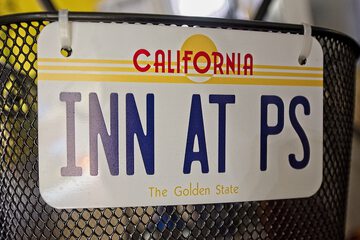 CALIFORNIA
INN AT PS
The Golden State